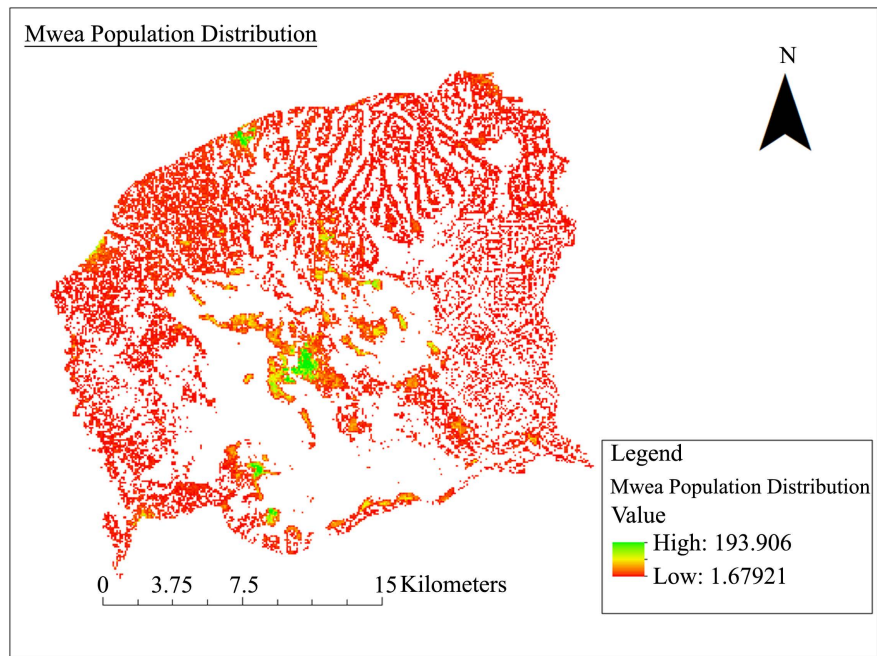 Mwea Population Distribution
N
Legend
Mwea Population Distribution
Value
High: 193.906
Low: 1.67921
0 3.75 7.5 15 Kilometers